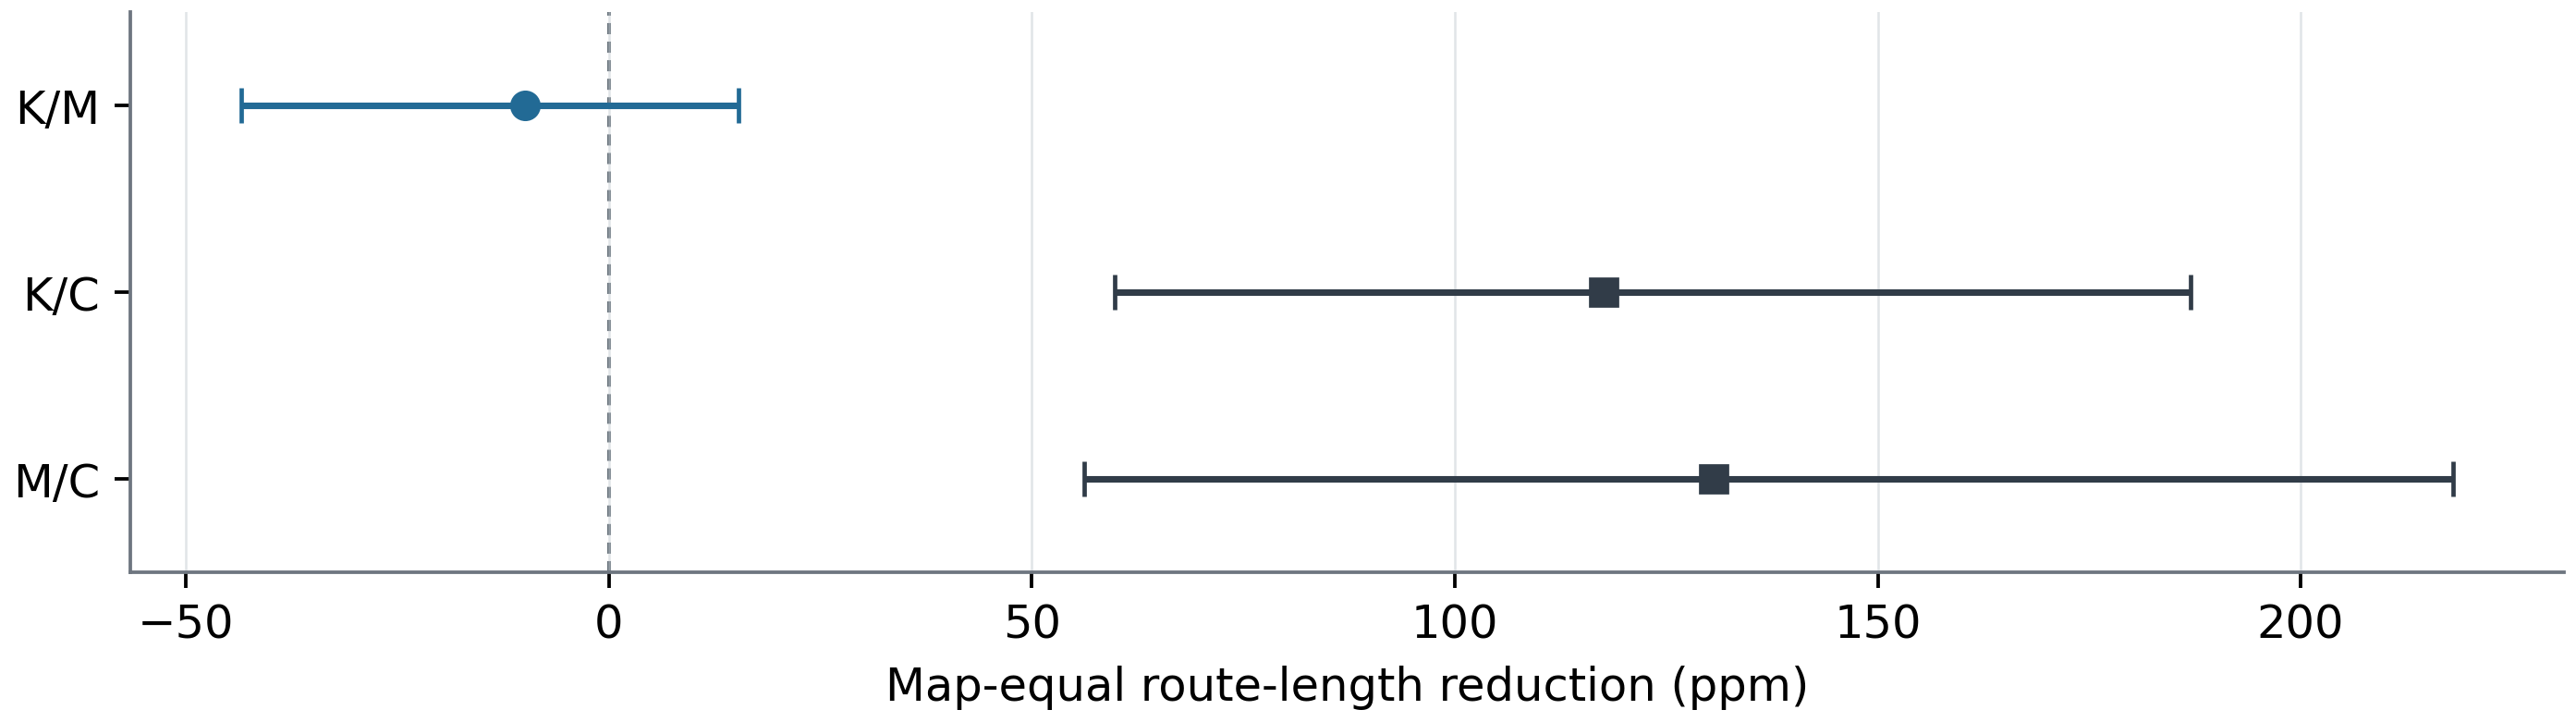 K/M
K/C
M/C
−50 0 50 100 150 200
Map-equal route-length reduction (ppm)